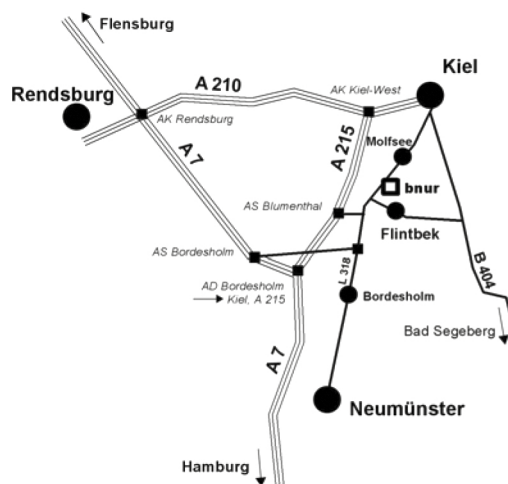 Flensburg
Kiel
Rendsburg
A 210
AK Kiel-West
AK Rendsburg
A 7
A 215
Molfsee
bnur
AS Blumenthal
Flintbek
AS Bordesholm
L 318
B 404
AD Bordesholm
Kiel, A 215
Bordesholm
Bad Segeberg
A 7
Neumünster
Hamburg